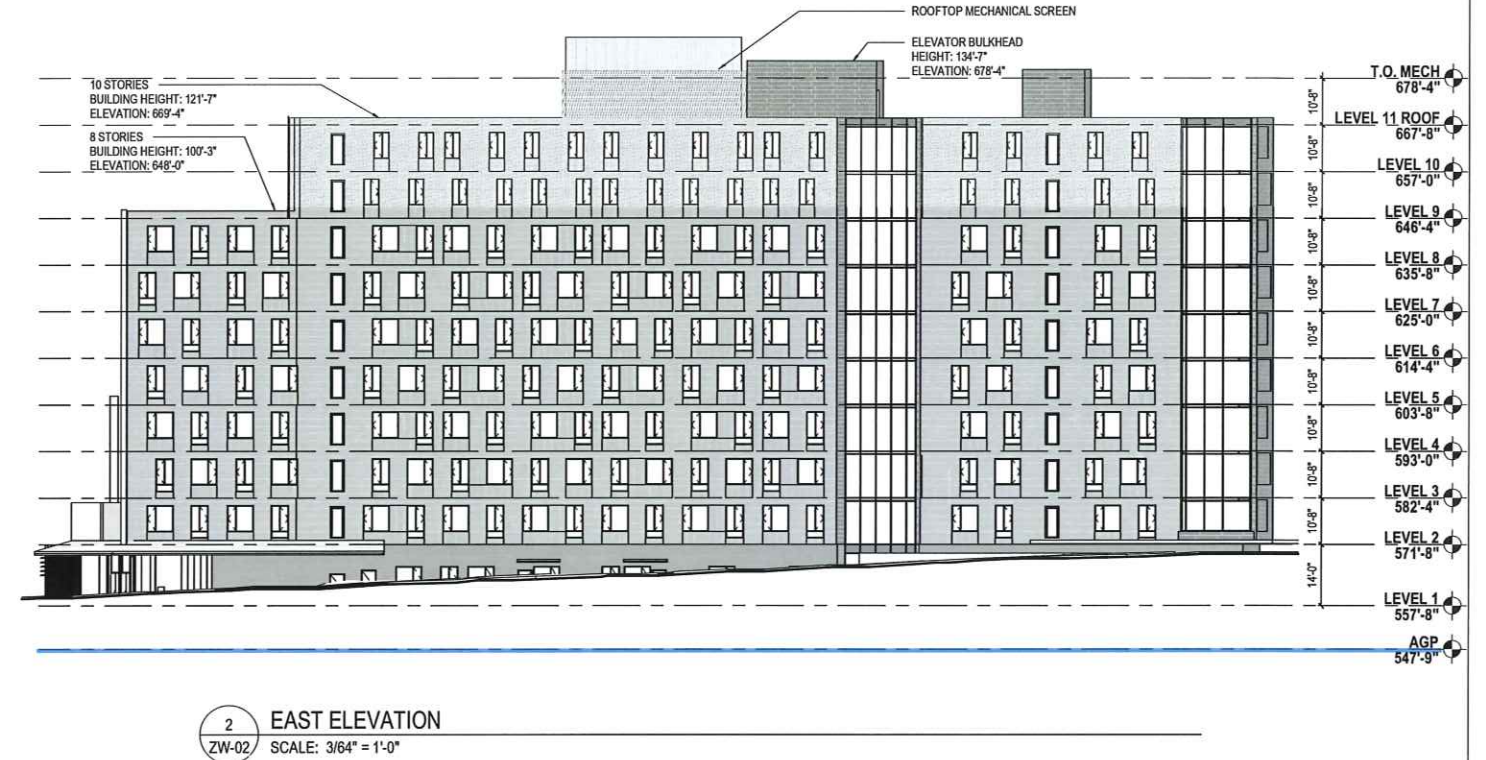 ROOFTOP MECHANICAL SCREEN
ELEVATOR BULKHEAD
HEIGHT: 134'-7"
ELEVATION: 678'-4"
10 STORIES
BUILDING HEIGHT: 121'-7"
ELEVATION: 669'-4"
8 STORIES
BUILDING HEIGHT: 100'-3"
ELEVATION: 648'-0"
T.O. MECH
678'-4"
10'-8"
LEVEL 11 ROOF
667'-8"
10'-8"
LEVEL 10
657'-0"
10'-8"
LEVEL 9
646'-4"
10'-8"
LEVEL 8
635'-8"
10'-8"
LEVEL 7
625'-0"
10'-8"
LEVEL 6
614'-4"
10'-8"
LEVEL 5
603'-8"
10'-8"
LEVEL 4
593'-0"
10'-8"
LEVEL 3
582'-4"
10'-8"
LEVEL 2
571'-8"
14'-0"
LEVEL 1
557'-8"
AGP
547'-9"
2
ZW-02
EAST ELEVATION
SCALE: 3/64" = 1'-0"